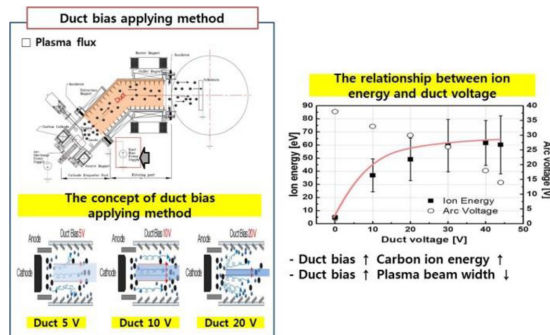 Duct bias applying method
□ Plasma flux
Duct
The concept of duct bias
applying method
Anode
Duct Bias 5V
Cathode
Anode
Duct Bias 10V
Cathode
Anode
Duct Bias 20V
Cathode
Duct 5 V
Duct 10 V
Duct 20 V
The relationship between ion
energy and duct voltage
Ion energy [eV]
90
80
70
60
50
40
30
20
10
0
Arc Voltage [V]
40
35
30
25
20
15
10
5
0
Ion Energy
Arc Voltage
0 10 20 30 40 50
Duct voltage [V]
- Duct bias ↑ Carbon ion energy ↑
- Duct bias ↑ Plasma beam width ↓